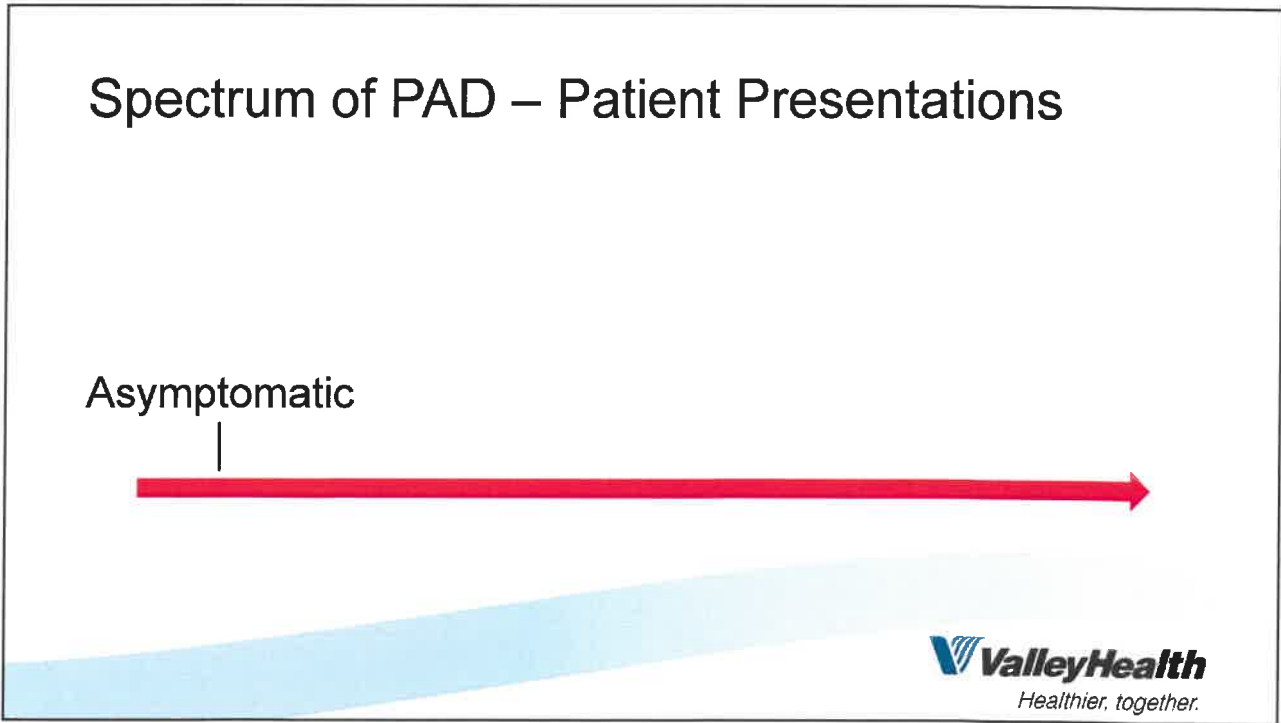 Spectrum of PAD – Patient Presentations
Asymptomatic
ValleyHealth
Healthier, together.